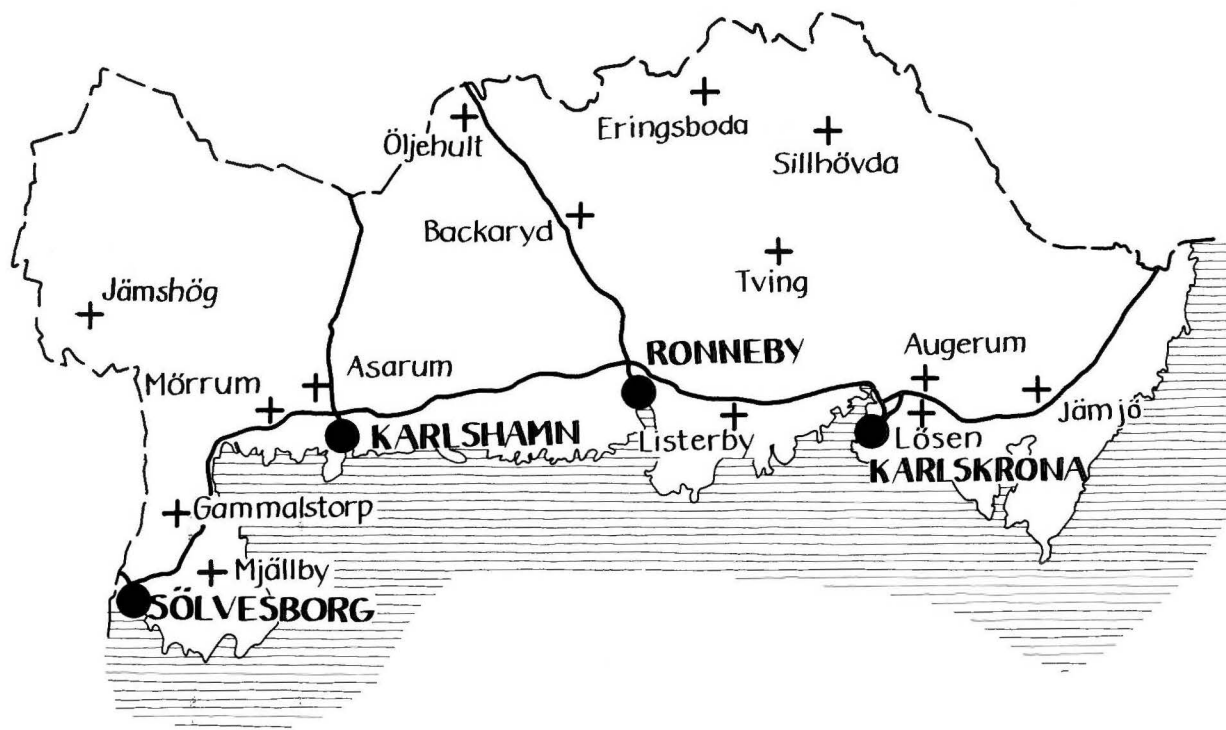 Eringsboda
Öljehult
Sillhövda
Backaryd
Tving
Jämshög
RONNEBY
Augerum
Asarum
Mörrum
Jämjö
KARLSHAMN
Listerby
Lösen
KARLSKRONA
Gammalstorp
Mjällby
SÖLVESBORG